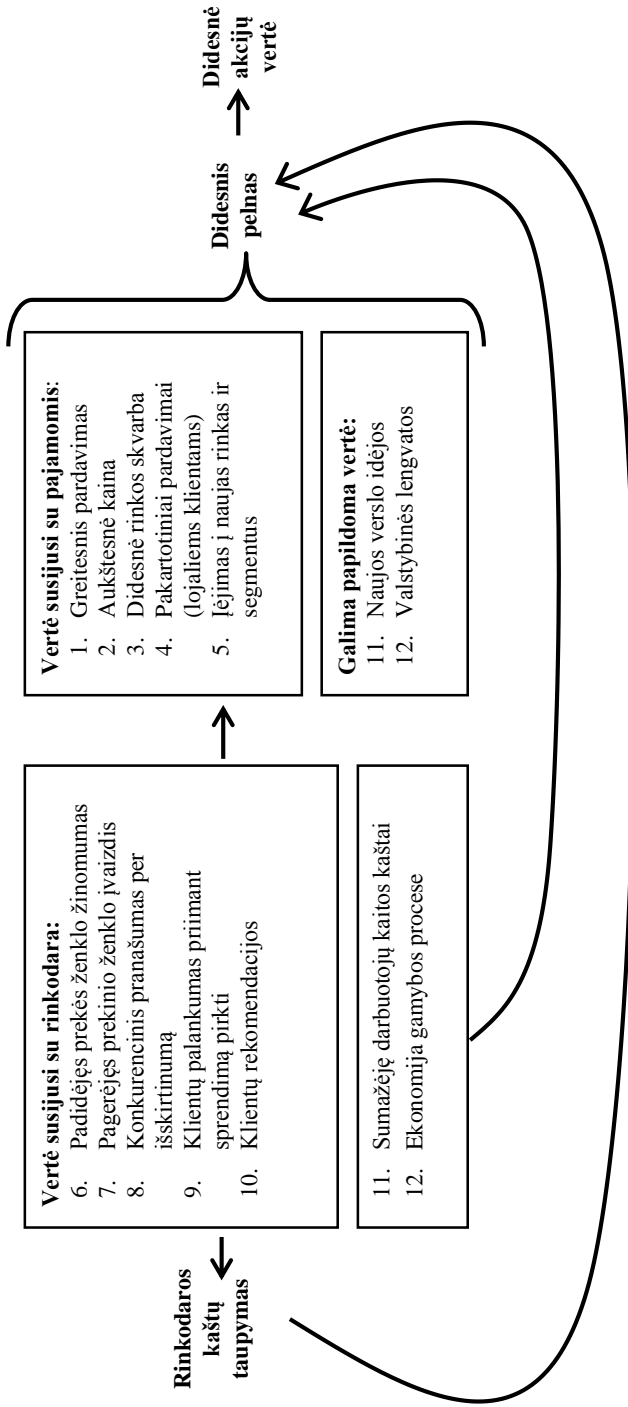 Rinkodaros
kaštų
taupymas
Vertė susijusi su rinkodara:
6. Padidėjęs prekės ženklo žinomumas
7. Pagerėjęs prekinio ženklo įvaizdis
8. Konkurencinis pranašumas per
išskirtinumą
9. Klientų palankumas priimant
sprendimą pirkti
10. Klientų rekomendacijos
11. Sumažėję darbuotojų kaitos kaštai
12. Ekonomija gamybos procese
Vertė susijusi su pajamomis:
1. Greitesnis pardavimas
2. Aukštesnė kaina
3. Didesnė rinkos skvarba
4. Pakartotiniai pardavimai
(lojaliems klientams)
5. Įėjimas į naujas rinkas ir
segmentus
Galima papildoma vertė:
11. Naujos verslo idėjos
12. Valstybinės lengvatos
Didesnis
pelnas
Didesnė
akcijų
vertė